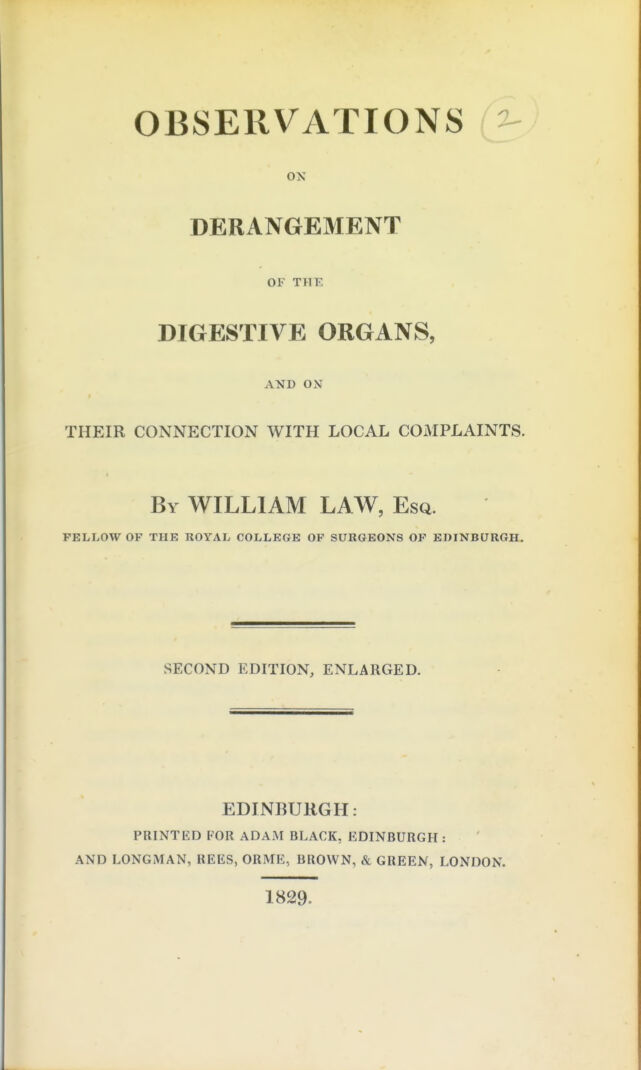 OBSERVATIONS 2
ON
DERANGEMENT
OF THE
DIGESTIVE ORGANS,
AND ON
THEIR CONNECTION WITH LOCAL COMPLAINTS.
By WILLIAM LAW, Esq.
FELLOW OF THE ROYAL COLLEGE OF SURGEONS OF EDINBURGH.
SECOND EDITION, ENLARGED.
EDINBURGH:
PRINTED FOR ADAM BLACK, EDINBURGH:
AND LONGMAN, REES, ORME, BROWN, & GREEN, LONDON.
1829.